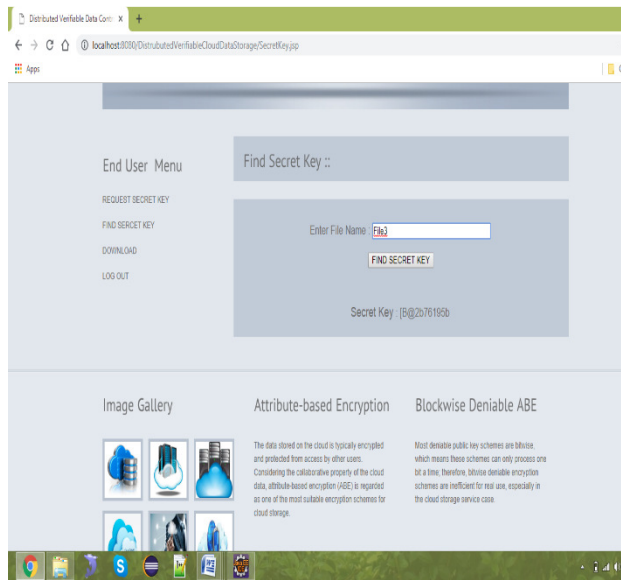 Distributed Verifiable Data Con
localhost:8080/DistrubutedVerifiableCloudDataStorage/SecretKey.jsp
Apps
End User Menu
REQUEST SECRET KEY
FIND SERCET KEY
DOWNLOAD
LOG OUT
Find Secret Key ::
Enter File Name : File3
FIND SECRET KEY
Secret Key : [B@2b76195b
Image Gallery
Attribute-based Encryption
The data stored on the cloud is typically encrypted
and protected from access by other users.
Considering the collaborative property of the cloud
data, attribute-based encryption (ABE) is regarded
as one of the most suitable encryption schemes for
cloud storage.
Blockwise Deniable ABE
Most deniable public key schemes are bitwise,
which means these schemes can only process one
bit a time; therefore, bitwise deniable encryption
schemes are inefficient for real use, especially in
the cloud storage service case.